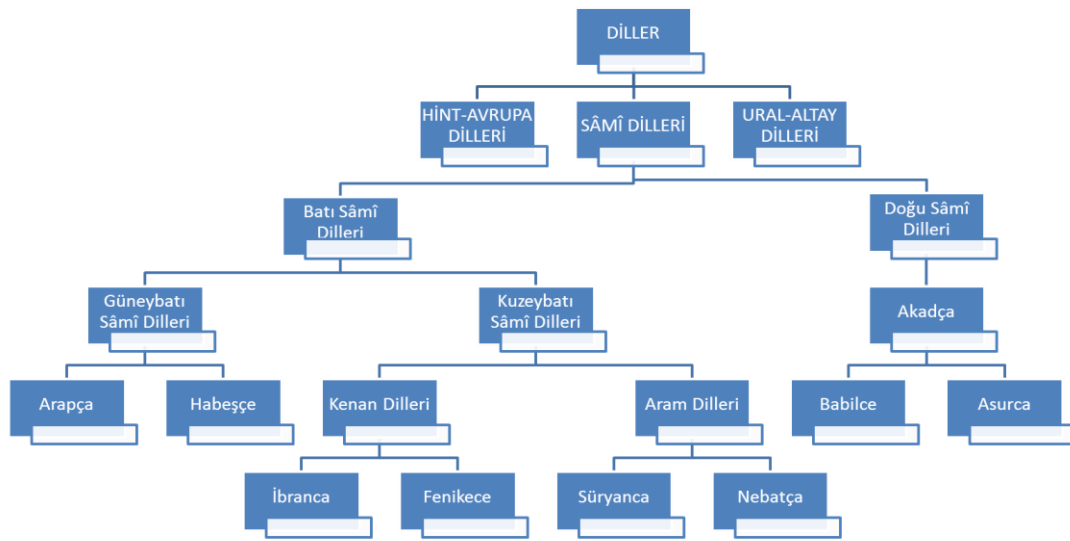 DİLLER
HİNT-AVRUPA
DİLLERİ
SÂMÎ DİLLERİ
URAL-ALTAY
DİLLERİ
Batı Sâmî
Dilleri
Doğu Sâmî
Dilleri
Güneybatı
Sâmî Dilleri
Kuzeybatı
Sâmî Dilleri
Akadça
Arapça
Habeşçe
Kenan Dilleri
Aram Dilleri
Babilce
Asurca
İbranca
Fenikece
Süryanca
Nebatça